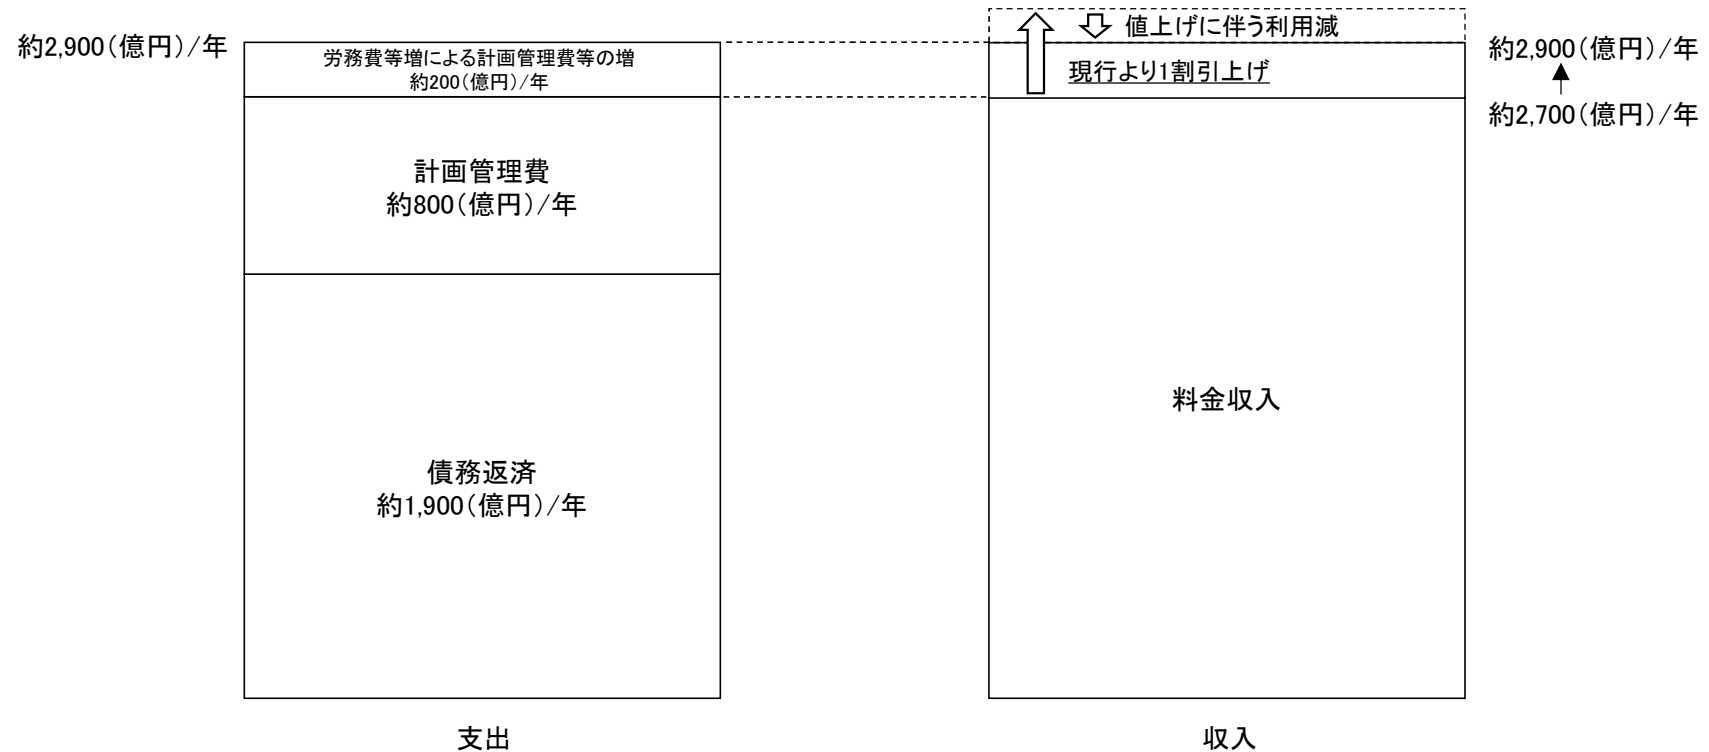 約2,900(億円)/年
労務費等増による計画管理費等の増
約200(億円)/年
計画管理費
約800(億円)/年
債務返済
約1,900(億円)/年
支出
値上げに伴う利用減
現行より1割引上げ
料金収入
収入
約2,900(億円)/年
約2,700(億円)/年